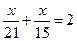 x/21 + x/15 = 2